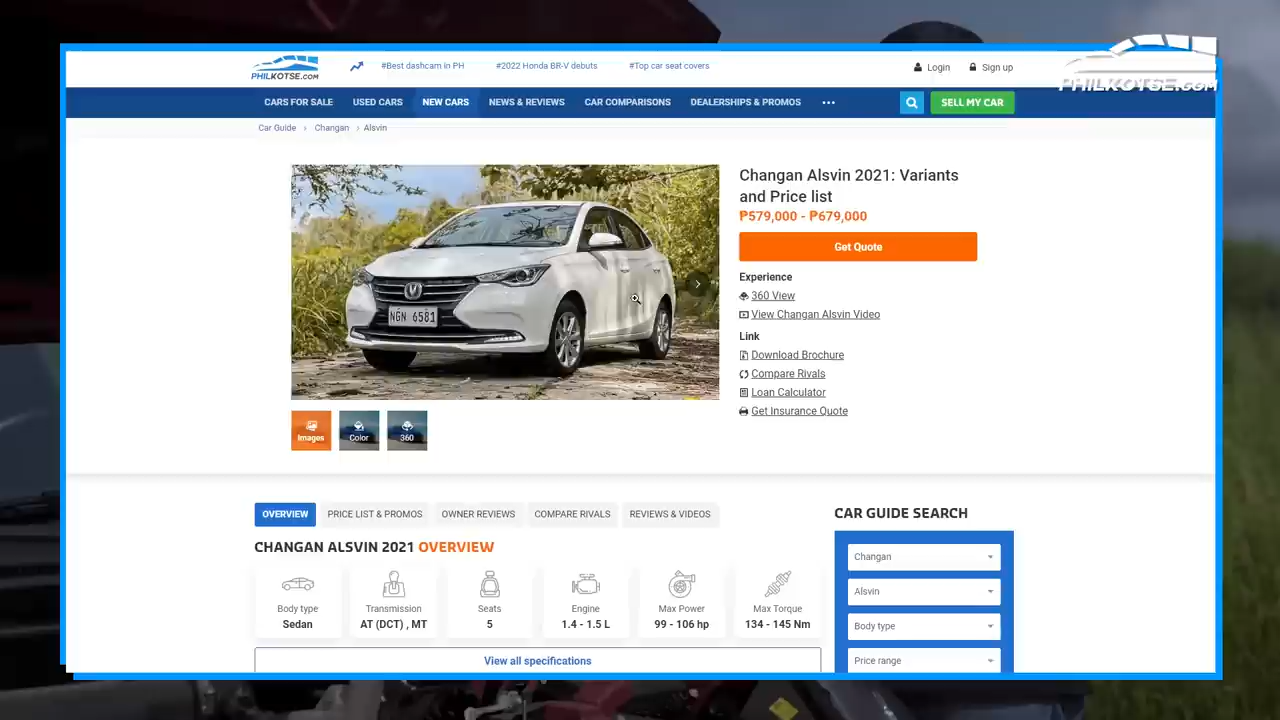 PHILKOTSE.COM
#Best dashcam in PH
#2022 Honda BR-V debuts
#Top car seat covers
Login
Sign up
PHILKOTSE.COM
CARS FOR SALE
USED CARS
NEW CARS
NEWS & REVIEWS
CAR COMPARISONS
DEALERSHIPS & PROMOS
SELL MY CAR
Car Guide › Changan › Alsvin
NGN 6581
Changan Alsvin 2021: Variants
and Price list
₱579,000 - ₱679,000
Get Quote
Experience
360 View
View Changan Alsvin Video
Link
Download Brochure
Compare Rivals
Loan Calculator
Get Insurance Quote
Images
Color
360
OVERVIEW
PRICE LIST & PROMOS
OWNER REVIEWS
COMPARE RIVALS
REVIEWS & VIDEOS
CHANGAN ALSVIN 2021 OVERVIEW
Body type
Sedan
Transmission
AT (DCT) , MT
Seats
5
Engine
1.4 - 1.5 L
Max Power
99 - 106 hp
Max Torque
134 - 145 Nm
View all specifications
CAR GUIDE SEARCH
Changan
Alsvin
Body type
Price range